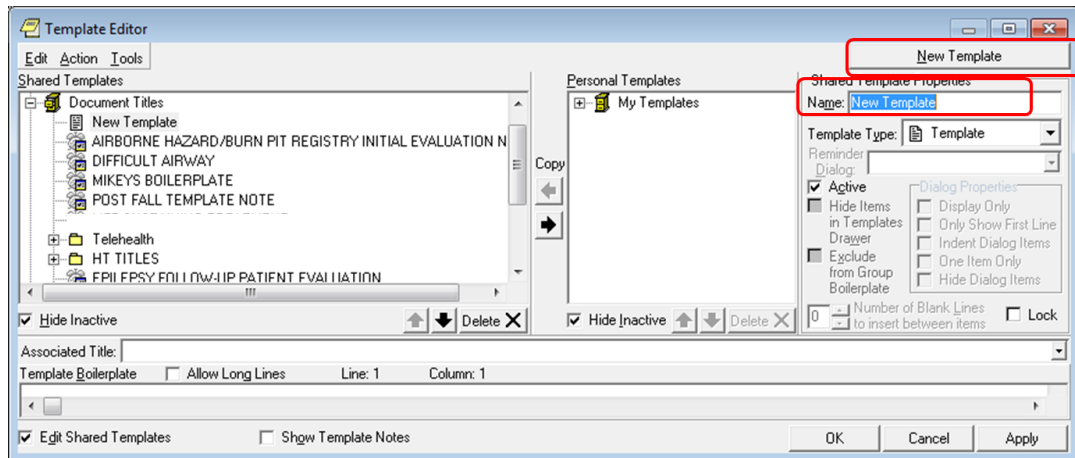 Template Editor
Edit Action Tools
New Template
Shared Templates
Personal Templates
Shared Template Properties
Document Titles
New Template
AIRBORNE HAZARD/BURN PIT REGISTRY INITIAL EVALUATION N
DIFFICULT AIRWAY
MIKEYS BOILERPLATE
POST FALL TEMPLATE NOTE
Telehealth
HT TITLES
EPILEPSY FOLLOW-UP PATIENT EVALUATION
Hide Inactive
Delete
Copy
My Templates
Hide Inactive
Delete
Name: New Template
Template Type: Template
Reminder
Dialog:
Active
Hide Items
in Templates
Drawer
Exclude
from Group
Boilerplate
Dialog Properties
Display Only
Only Show First Line
Indent Dialog Items
One Item Only
Hide Dialog Items
0 Number of Blank Lines
to insert between items
Lock
Associated Title:
Template Boilerplate Allow Long Lines Line: 1 Column: 1
Edit Shared Templates Show Template Notes OK Cancel Apply